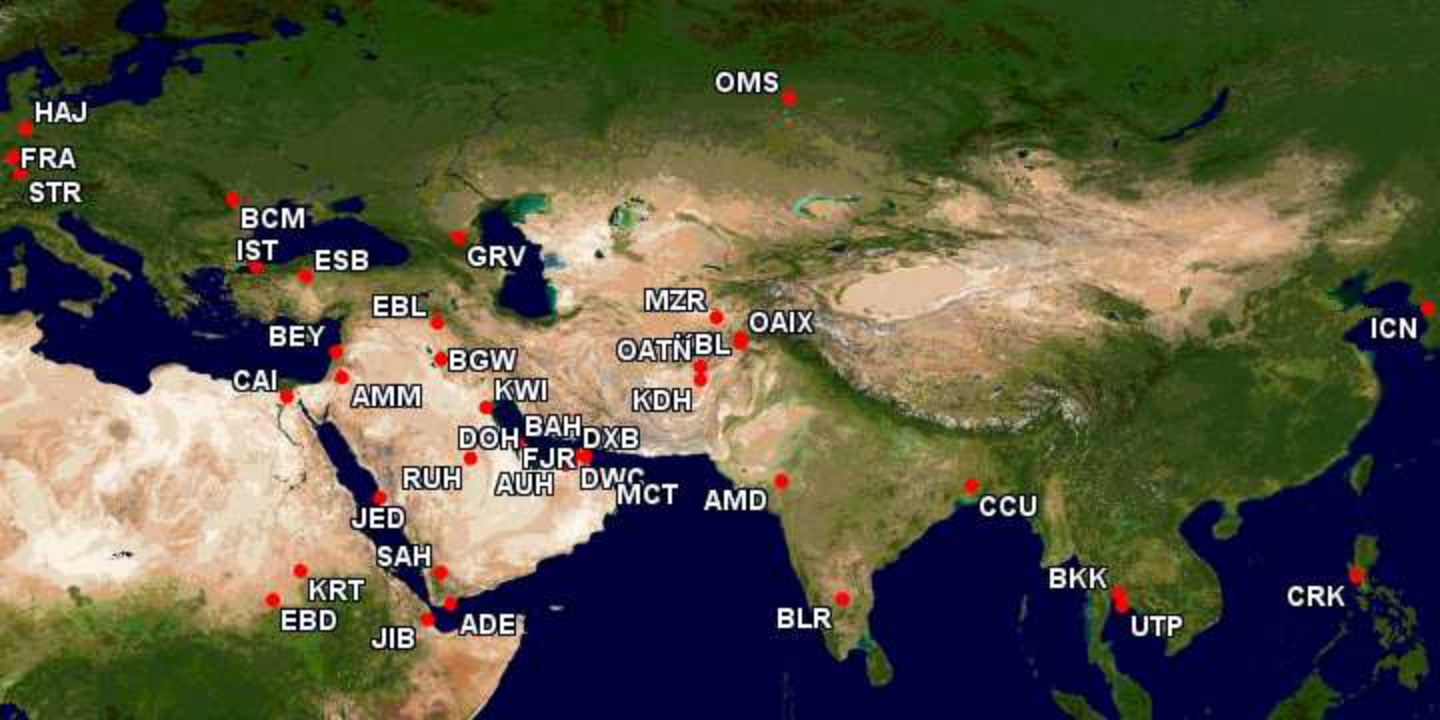 OMS
HAJ
FRA
STR
BCM
IST
ESB
GRV
EBL
MZR
OAIX
BEY
OATN
KBL
ICN
BGW
CAI
AMM
KWI
KDH
BAH
DOH
DXB
FJR
RUH
AUH
DWC
MCT
AMD
CCU
JED
SAH
BKK
KRT
CRK
EBD
BLR
ADE
UTP
JIB